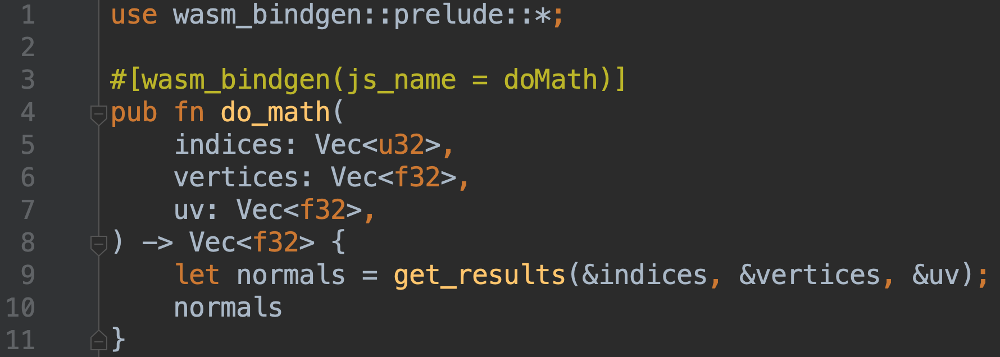 1 use wasm_bindgen::prelude::*;
2
3 #[wasm_bindgen(js_name = doMath)]
4 pub fn do_math(
5     indices: Vec<u32>,
6     vertices: Vec<f32>,
7     uv: Vec<f32>,
8 ) -> Vec<f32> {
9     let normals = get_results(&indices, &vertices, &uv);
10     normals
11 }